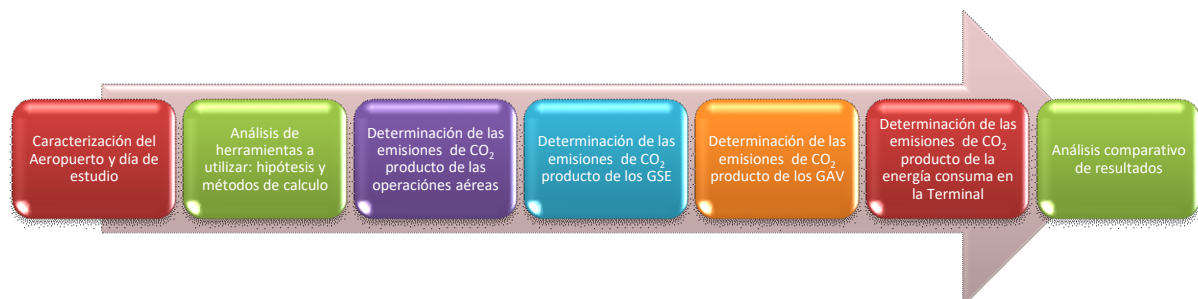 Caracterización del
Aeropuerto y día de
estudio
Análisis de
herramientas a
utilizar: hipótesis y
métodos de calculo
Determinación de las
emisiones de CO₂
producto de las
operaciónes aéreas
Determinación de las
emisiones de CO₂
producto de los GSE
Determinación de las
emisiones de CO₂
producto de los GAV
Determinación de las
emisiones de CO₂
producto de la
energía consuma en
la Terminal
Análisis comparativo
de resultados